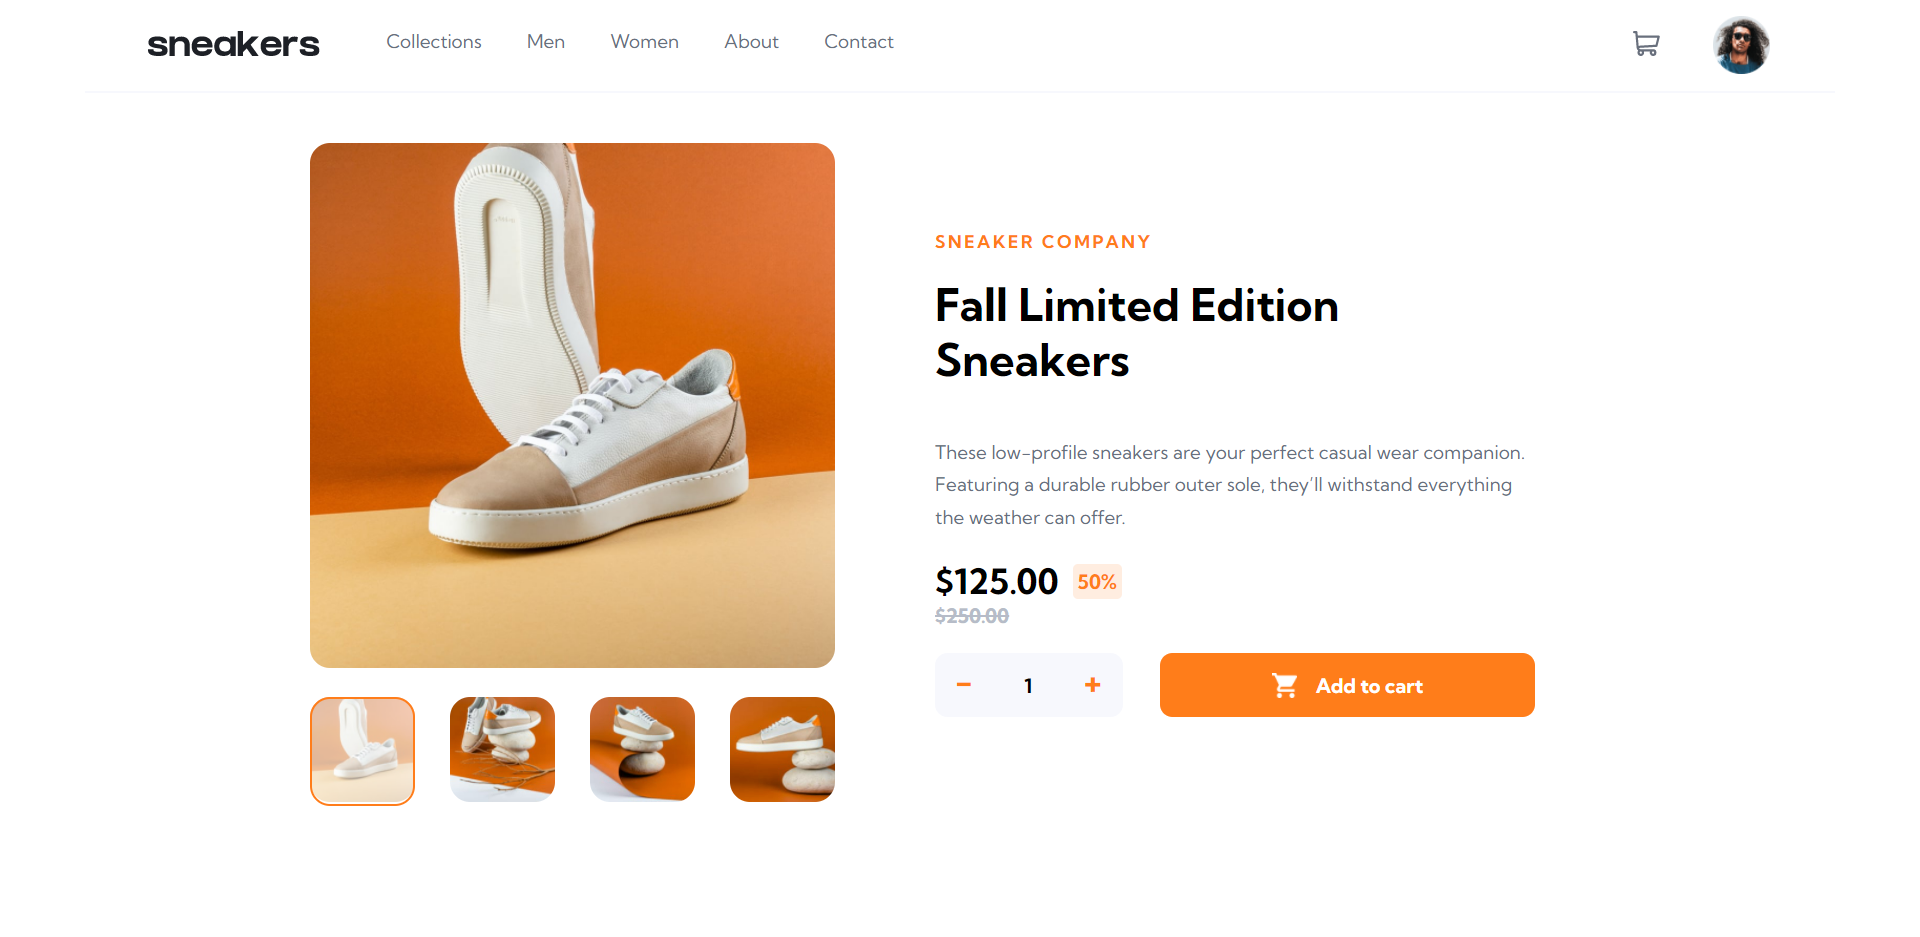 sneakers
Collections
Men
Women
About
Contact
SNEAKER COMPANY
Fall Limited Edition
Sneakers
These low-profile sneakers are your perfect casual wear companion.
Featuring a durable rubber outer sole, they’ll withstand everything
the weather can offer.
$125.00 50%
$250.00
− 1 +
Add to cart